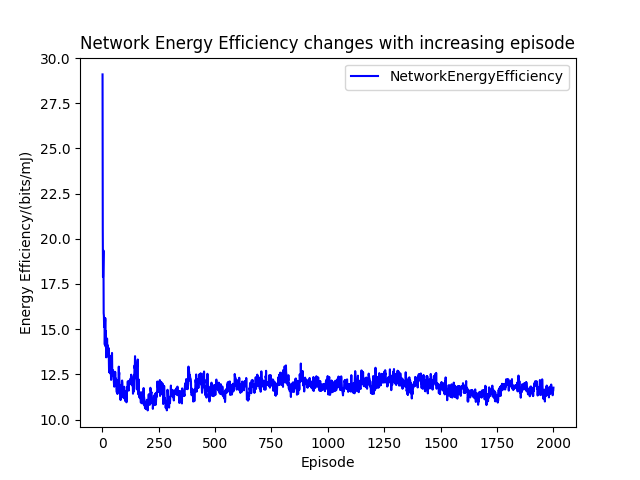 Network Energy Efficiency changes with increasing episode
30.0
NetworkEnergyEfficiency
27.5
25.0
22.5
20.0
17.5
15.0
12.5
10.0
Energy Efficiency/(bits/mJ)
0 250 500 750 1000 1250 1500 1750 2000
Episode